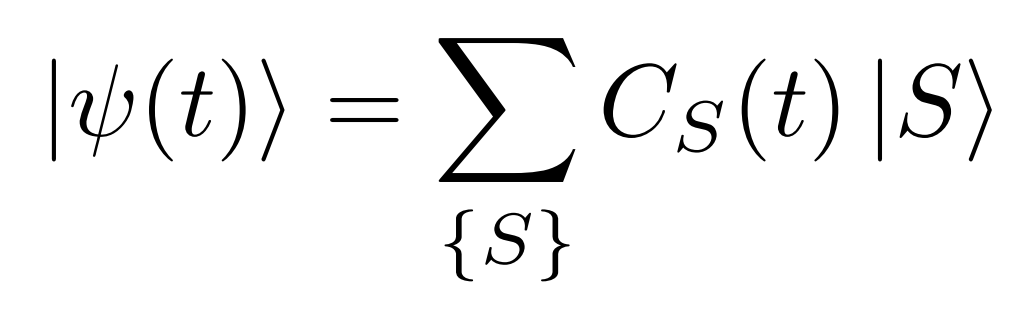 |ψ(t)⟩ = ∑ C_S(t) |S⟩
{S}